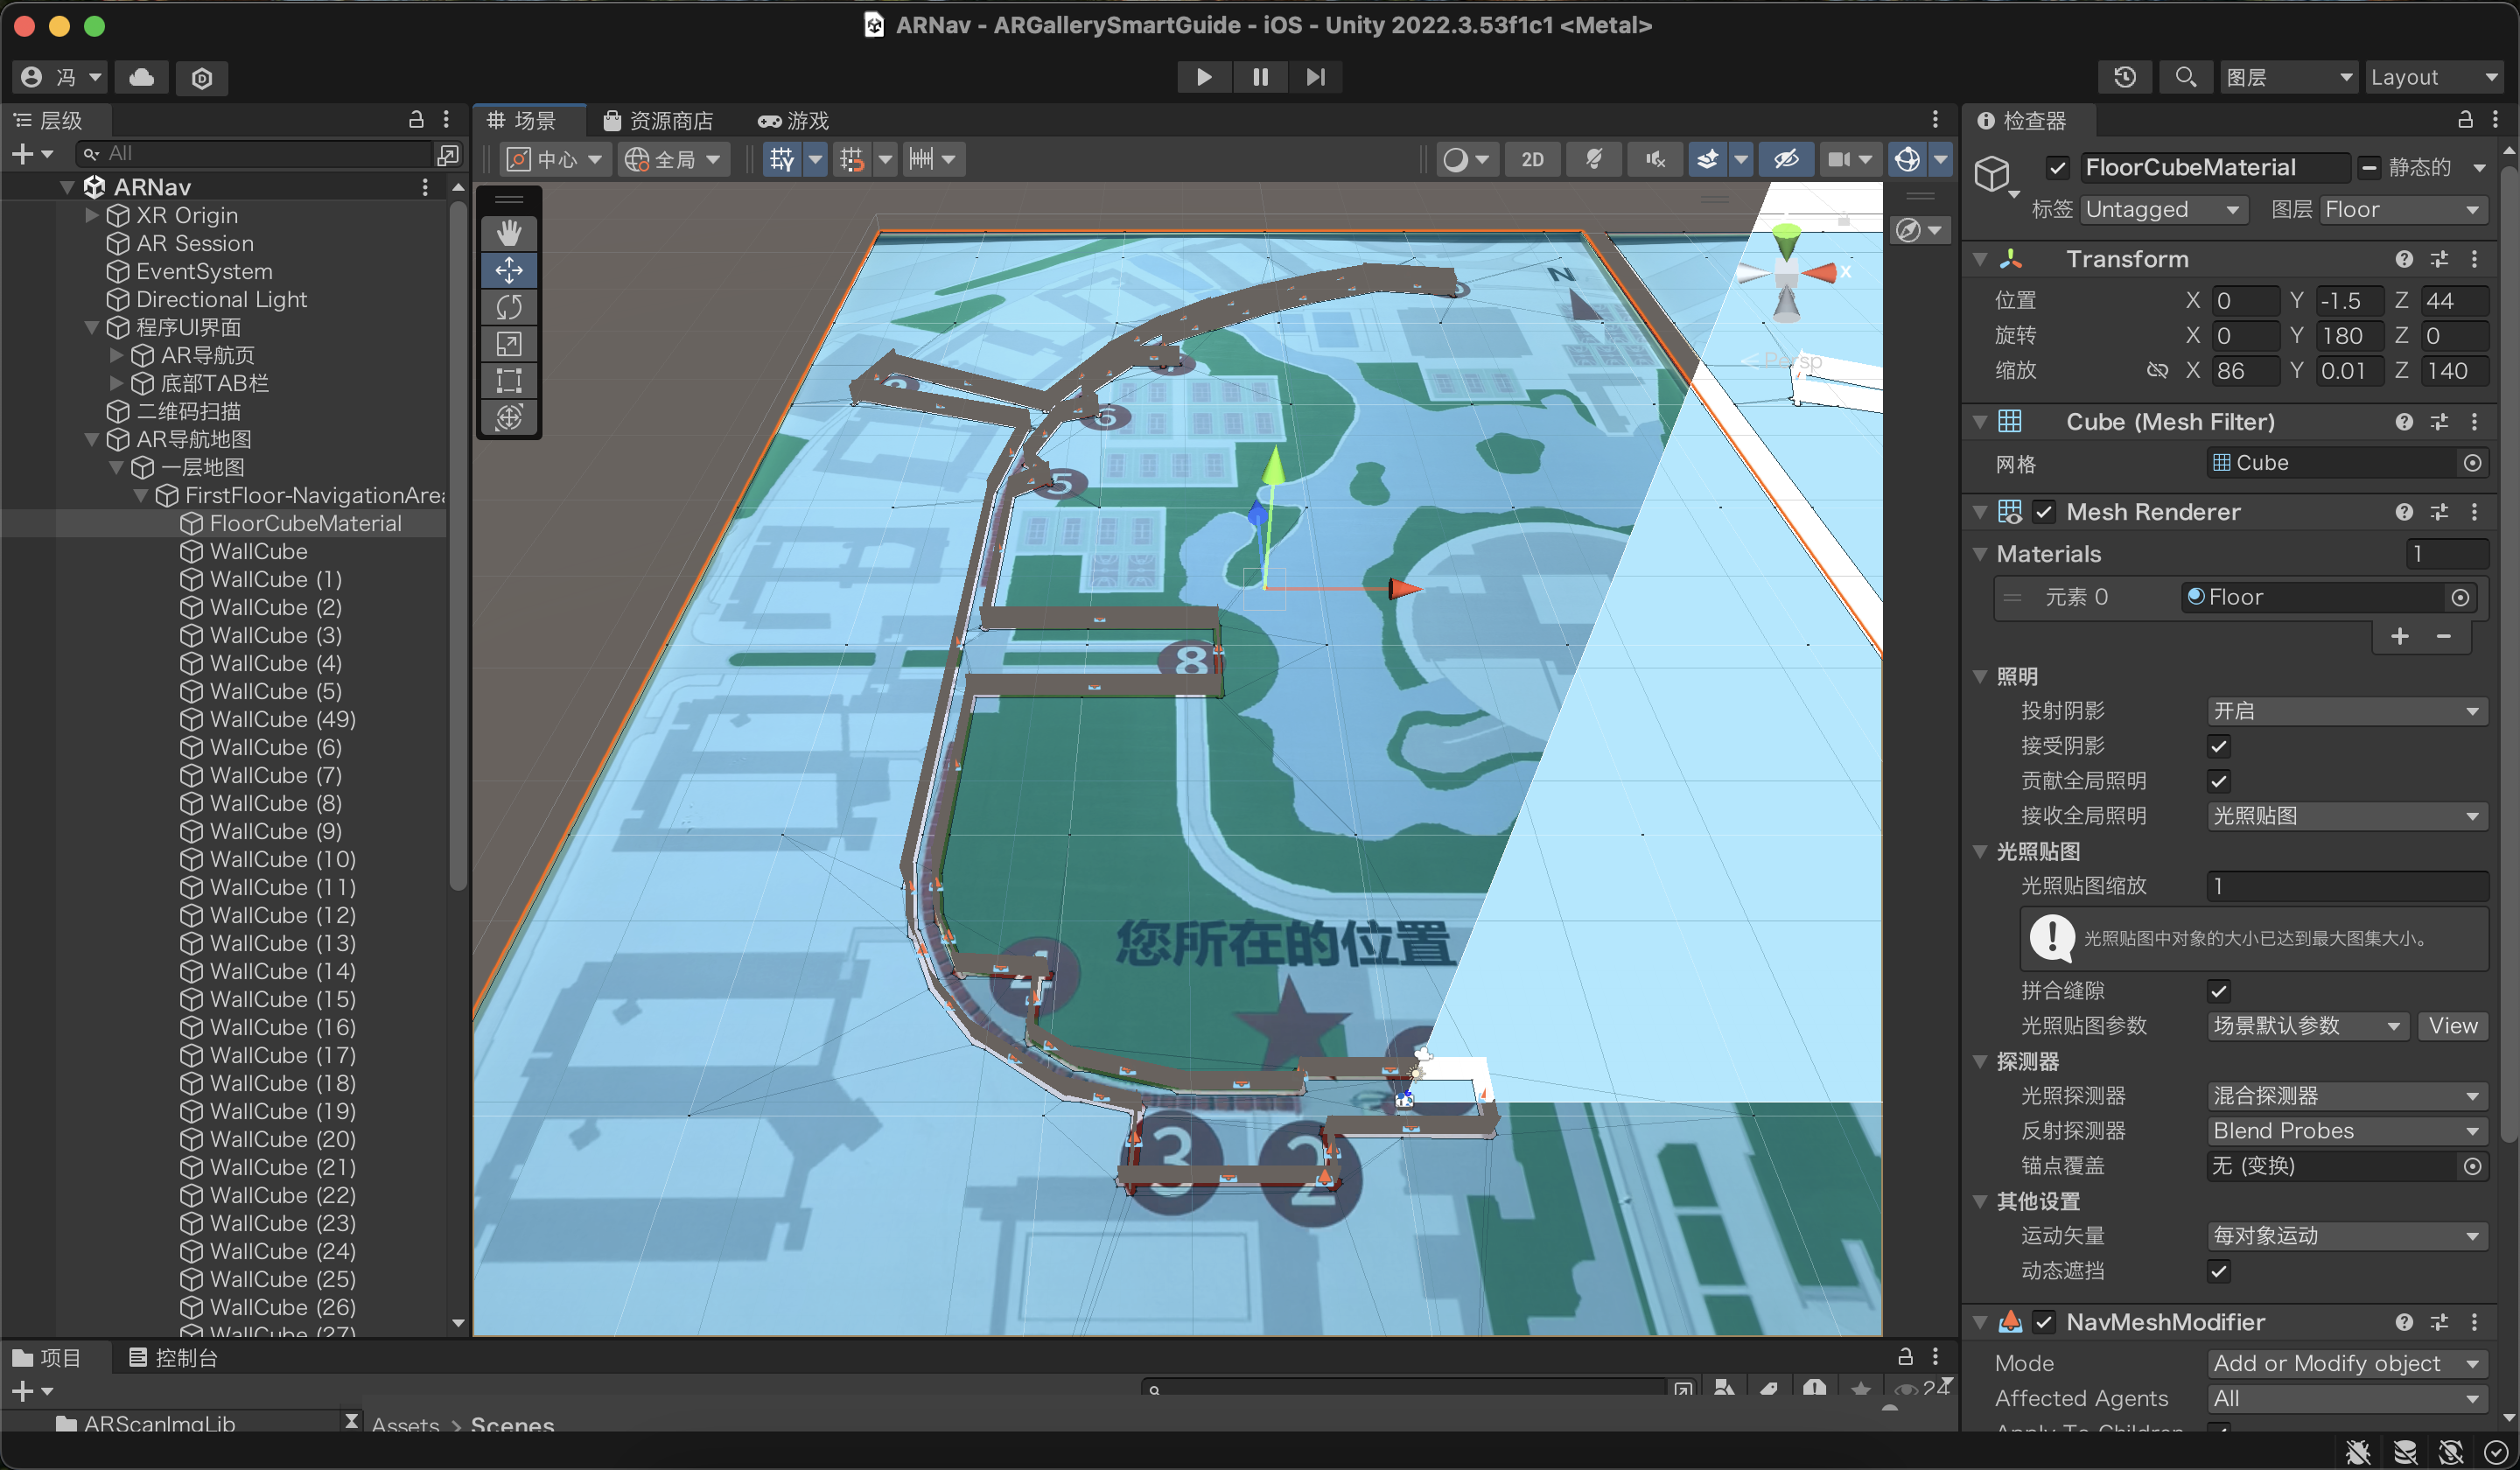 ARNav - ARGallerySmartGuide - iOS - Unity 2022.3.53f1c1 <Metal>
冯
图层
Layout
层级
All
ARNav
XR Origin
AR Session
EventSystem
Directional Light
程序UI界面
AR导航页
底部TAB栏
二维码扫描
AR导航地图
一层地图
FirstFloor-NavigationArea
FloorCubeMaterial
WallCube
WallCube (1)
WallCube (2)
WallCube (3)
WallCube (4)
WallCube (5)
WallCube (49)
WallCube (6)
WallCube (7)
WallCube (8)
WallCube (9)
WallCube (10)
WallCube (11)
WallCube (12)
WallCube (13)
WallCube (14)
WallCube (15)
WallCube (16)
WallCube (17)
WallCube (18)
WallCube (19)
WallCube (20)
WallCube (21)
WallCube (22)
WallCube (23)
WallCube (24)
WallCube (25)
WallCube (26)
WallCube (27)
场景 资源商店 游戏
中心 全局 2D
N
x
Persp
6
5
8
4
您所在的位置
3 2
检查器
FloorCubeMaterial 静态的
标签 Untagged 图层 Floor
Transform
位置 X 0 Y -1.5 Z 44
旋转 X 0 Y 180 Z 0
缩放 X 86 Y 0.01 Z 140
Cube (Mesh Filter)
网格 Cube
Mesh Renderer
Materials 1
元素 0 Floor
照明
投射阴影 开启
接受阴影
贡献全局照明
接收全局照明 光照贴图
光照贴图
光照贴图缩放 1
光照贴图中对象的大小已达到最大图集大小。
拼合缝隙
光照贴图参数 场景默认参数 View
探测器
光照探测器 混合探测器
反射探测器 Blend Probes
锚点覆盖 无 (变换)
其他设置
运动矢量 每对象运动
动态遮挡
NavMeshModifier
Mode Add or Modify object
Affected Agents All
Apply To Children
项目 控制台
24
ARScanImgLib
Assets > Scenes